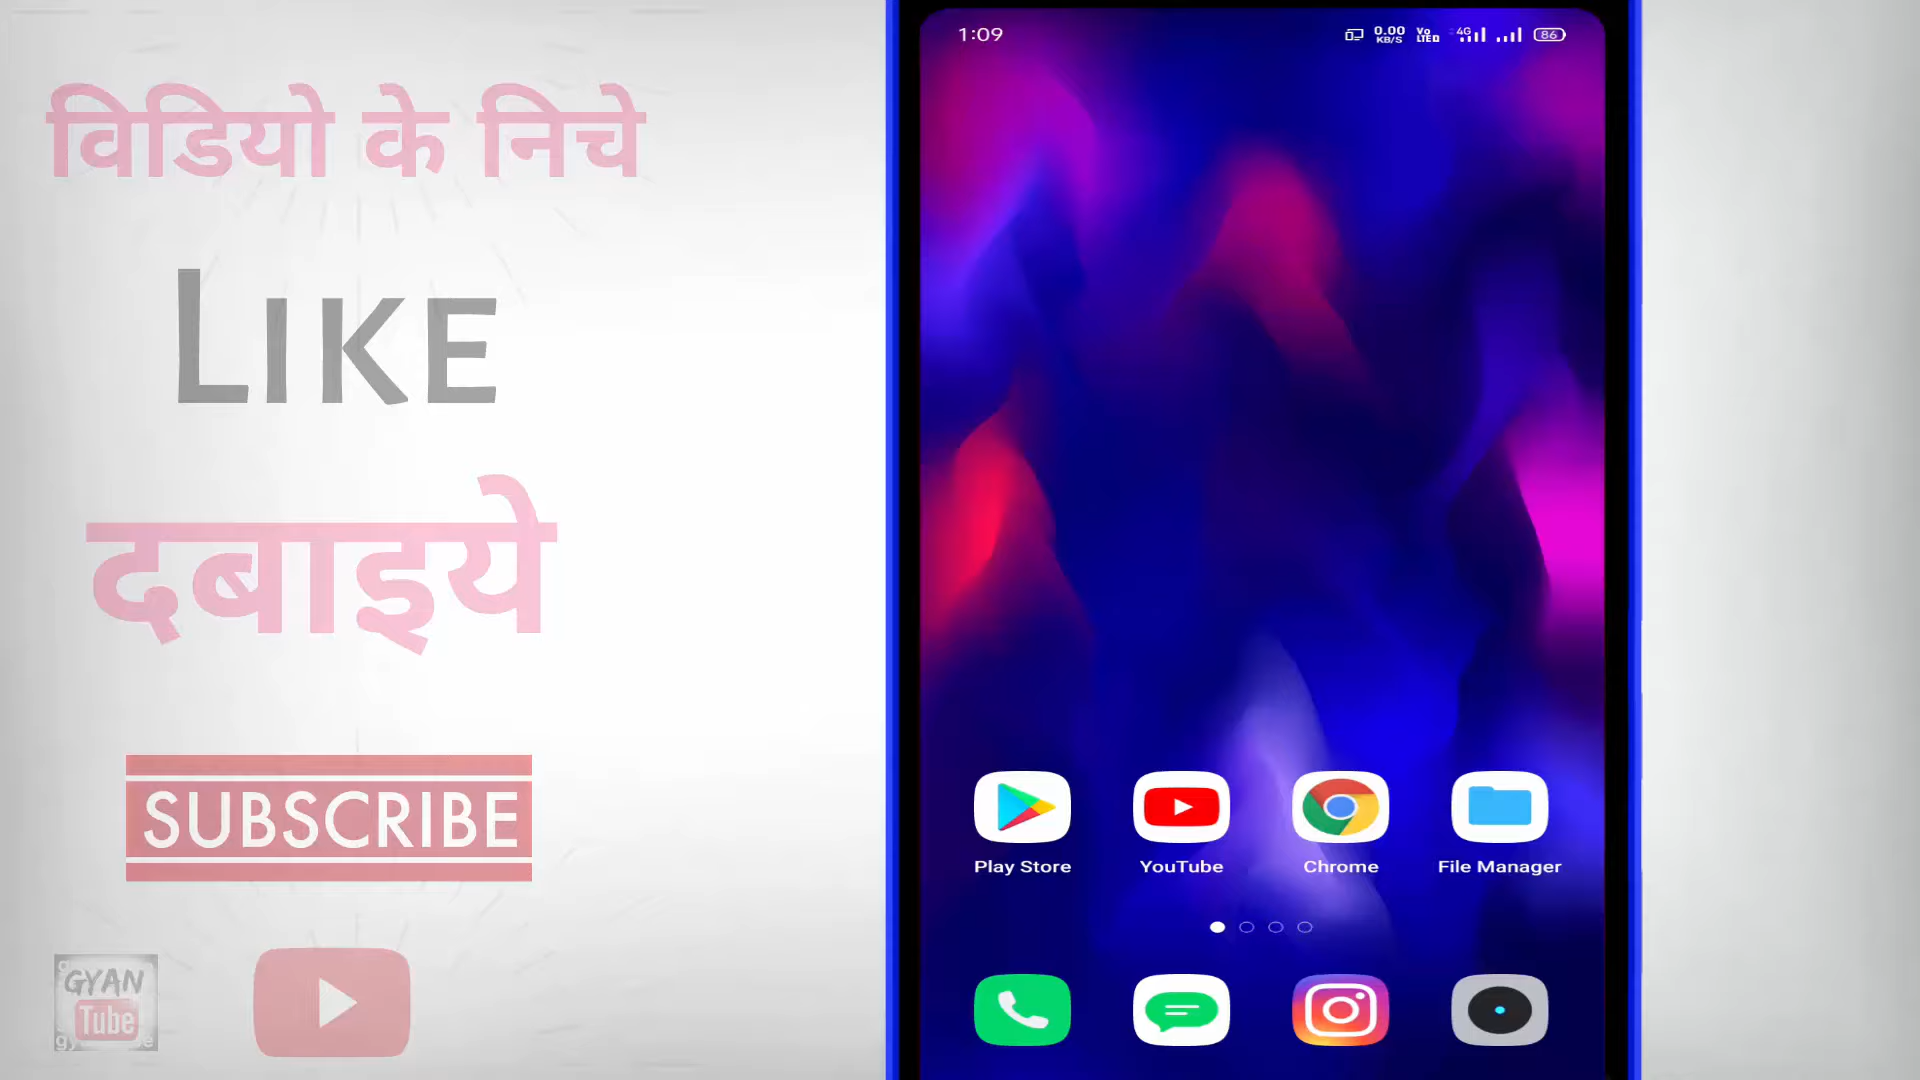 विडियो के निचे
LIKE
दबाइये
SUBSCRIBE
GYAN
Tube
1:09
0.00
KB/S
Vo
LTE
4G
86
Play Store
YouTube
Chrome
File Manager